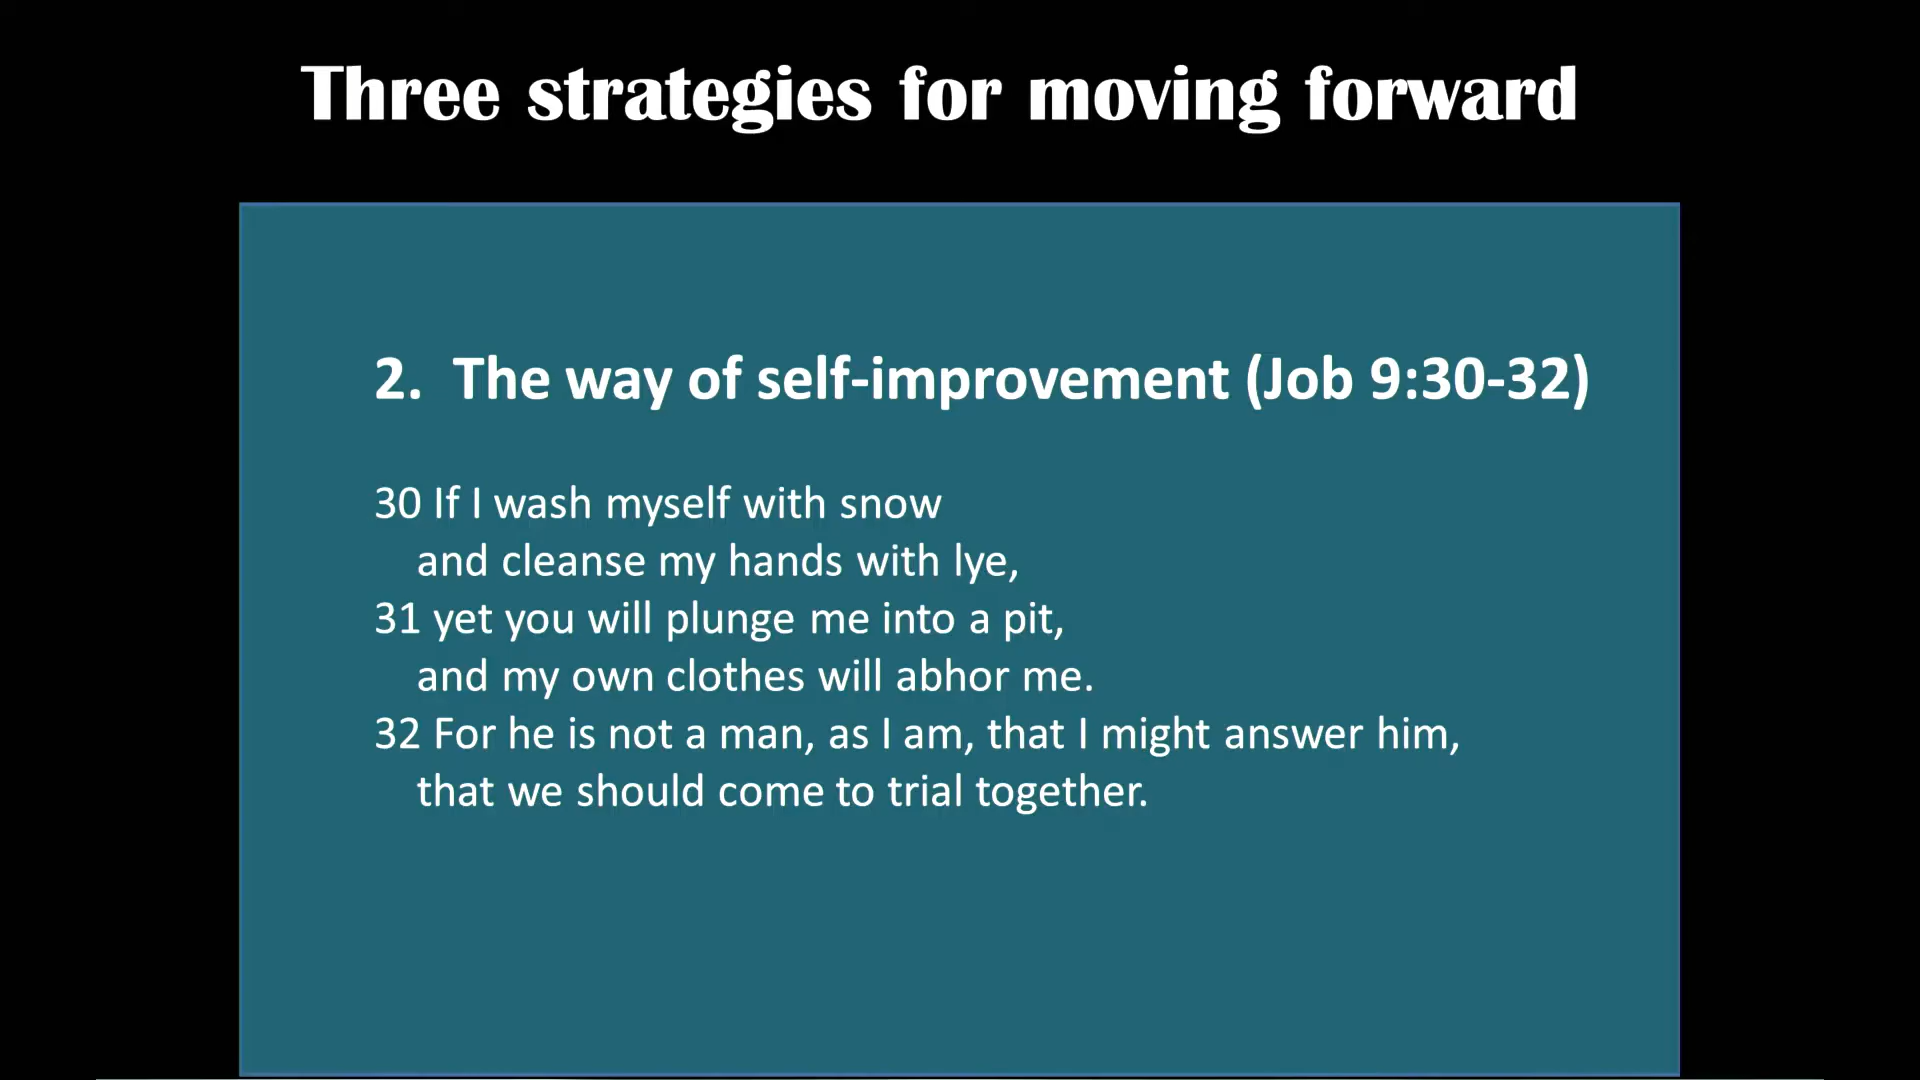 Three strategies for moving forward
2. The way of self-improvement (Job 9:30-32)
30 If I wash myself with snow
and cleanse my hands with lye,
31 yet you will plunge me into a pit,
and my own clothes will abhor me.
32 For he is not a man, as I am, that I might answer him,
that we should come to trial together.